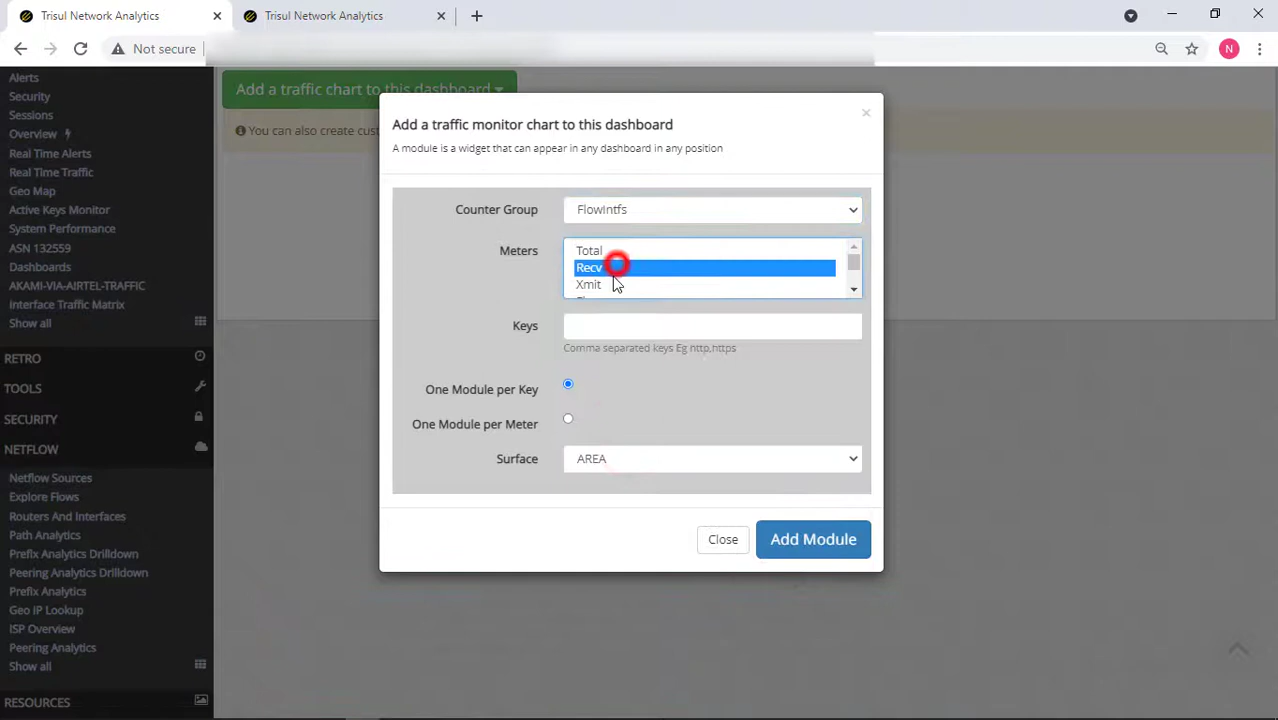 Trisul Network Analytics
Trisul Network Analytics
Not secure
N
Alerts
Security
Sessions
Overview
Real Time Alerts
Real Time Traffic
Geo Map
Active Keys Monitor
System Performance
ASN 132559
Dashboards
AKAMI-VIA-AIRTEL-TRAFFIC
Interface Traffic Matrix
Show all
RETRO
TOOLS
SECURITY
NETFLOW
Netflow Sources
Explore Flows
Routers And Interfaces
Path Analytics
Prefix Analytics Drilldown
Peering Analytics Drilldown
Prefix Analytics
Geo IP Lookup
ISP Overview
Peering Analytics
Show all
RESOURCES
Add a traffic chart to this dashboard
You can also create cust
Add a traffic monitor chart to this dashboard
A module is a widget that can appear in any dashboard in any position
Counter Group FlowIntfs
Meters Total
Recv
Xmit
Keys
Comma separated keys Eg http,https
One Module per Key
One Module per Meter
Surface AREA
Close Add Module